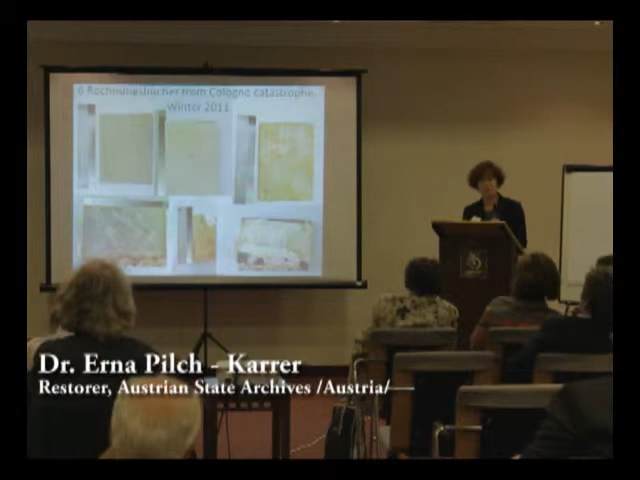 6 Rechnungsbücher from Cologne catastrophe.
Winter 2011
Dr. Erna Pilch - Karrer
Restorer, Austrian State Archives /Austria/